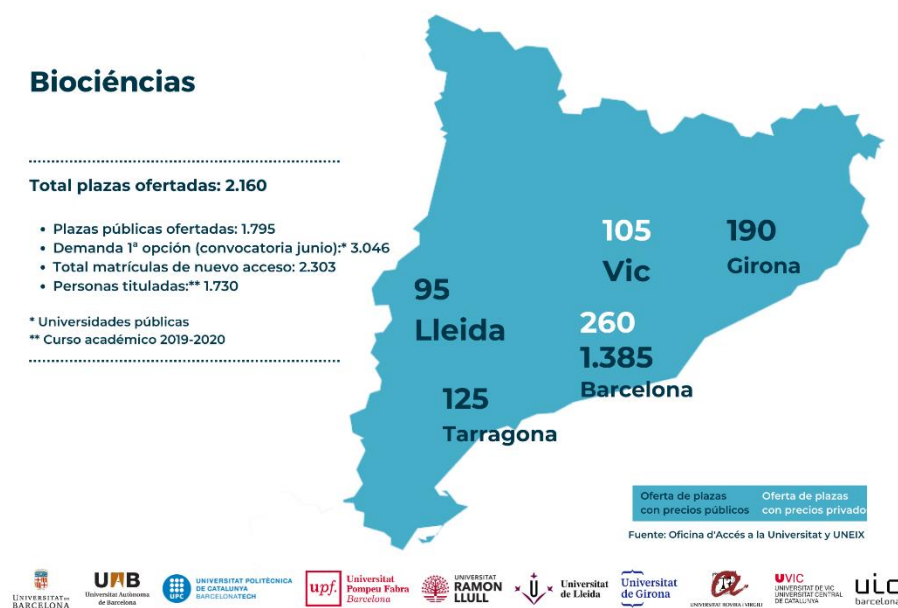 Biociéncias
Total plazas ofertadas: 2.160
• Plazas públicas ofertadas: 1.795
• Demanda 1ª opción (convocatoria junio):* 3.046
• Total matrículas de nuevo acceso: 2.303
• Personas tituladas:** 1.730
* Universidades públicas
** Curso académico 2019-2020
105
Vic
190
Girona
95
Lleida
260
1.385
Barcelona
125
Tarragona
Oferta de plazas
con precios públicos
Oferta de plazas
con precios privado
Fuente: Oficina d'Accés a la Universitat y UNEIX
UNIVERSITAT DE
BARCELONA
UAB
Universitat Autònoma
de Barcelona
UPC
UNIVERSITAT POLITÈCNICA
DE CATALUNYA
BARCELONATECH
upf.
Universitat
Pompeu Fabra
Barcelona
UNIVERSITAT
RAMON
LLULL
Universitat
de Lleida
Universitat
de Girona
UNIVERSITAT ROVIRA i VIRGILI
UVIC
UNIVERSITAT DE VIC
UNIVERSITAT CENTRAL
DE CATALUNYA
uic
barcelona